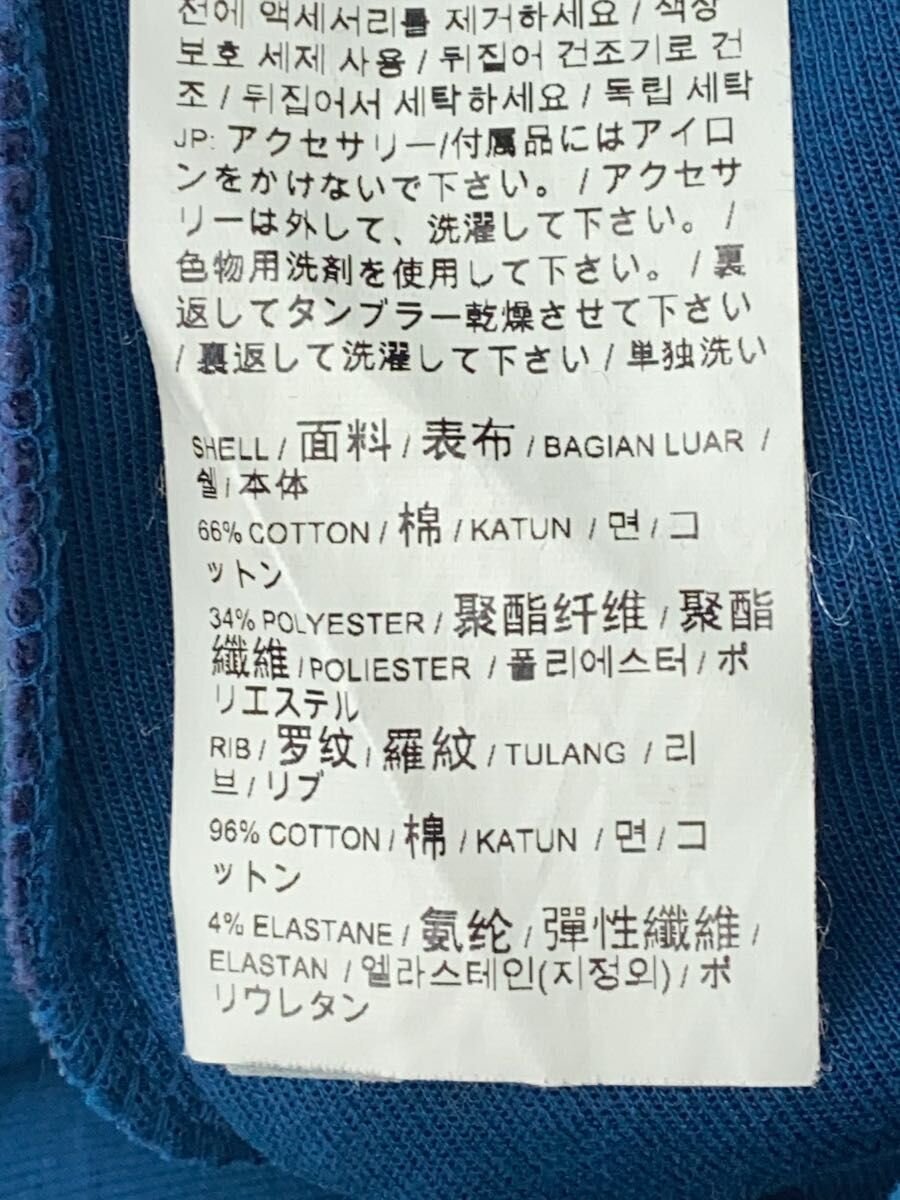 전에 액세서리를 제거하세요 / 색상
보호 세제 사용 / 뒤집어 건조기로 건
조 / 뒤집어서 세탁하세요 / 독립 세탁
JP: アクセサリー/付属品にはアイロ
ンをかけないで下さい。 / アクセサ
リーは外して、洗濯して下さい。 /
色物用洗剤を使用して下さい。 / 裏
返してタンブラー乾燥させて下さい
/ 裏返して洗濯して下さい / 単独洗い
SHELL / 面料 / 表布 / BAGIAN LUAR /
쉘 / 本体
66% COTTON / 棉 / KATUN / 면 / コ
ットン
34% POLYESTER / 聚酯纤维 / 聚酯
纖維 / POLIESTER / 폴리에스터 / ポ
リエステル
RIB / 罗纹 / 羅紋 / TULANG / 리
브 / リブ
96% COTTON / 棉 / KATUN / 면 / コ
ットン
4% ELASTANE / 氨纶 / 彈性纖維 /
ELASTAN / 엘라스테인(지정외) / ポ
リウレタン